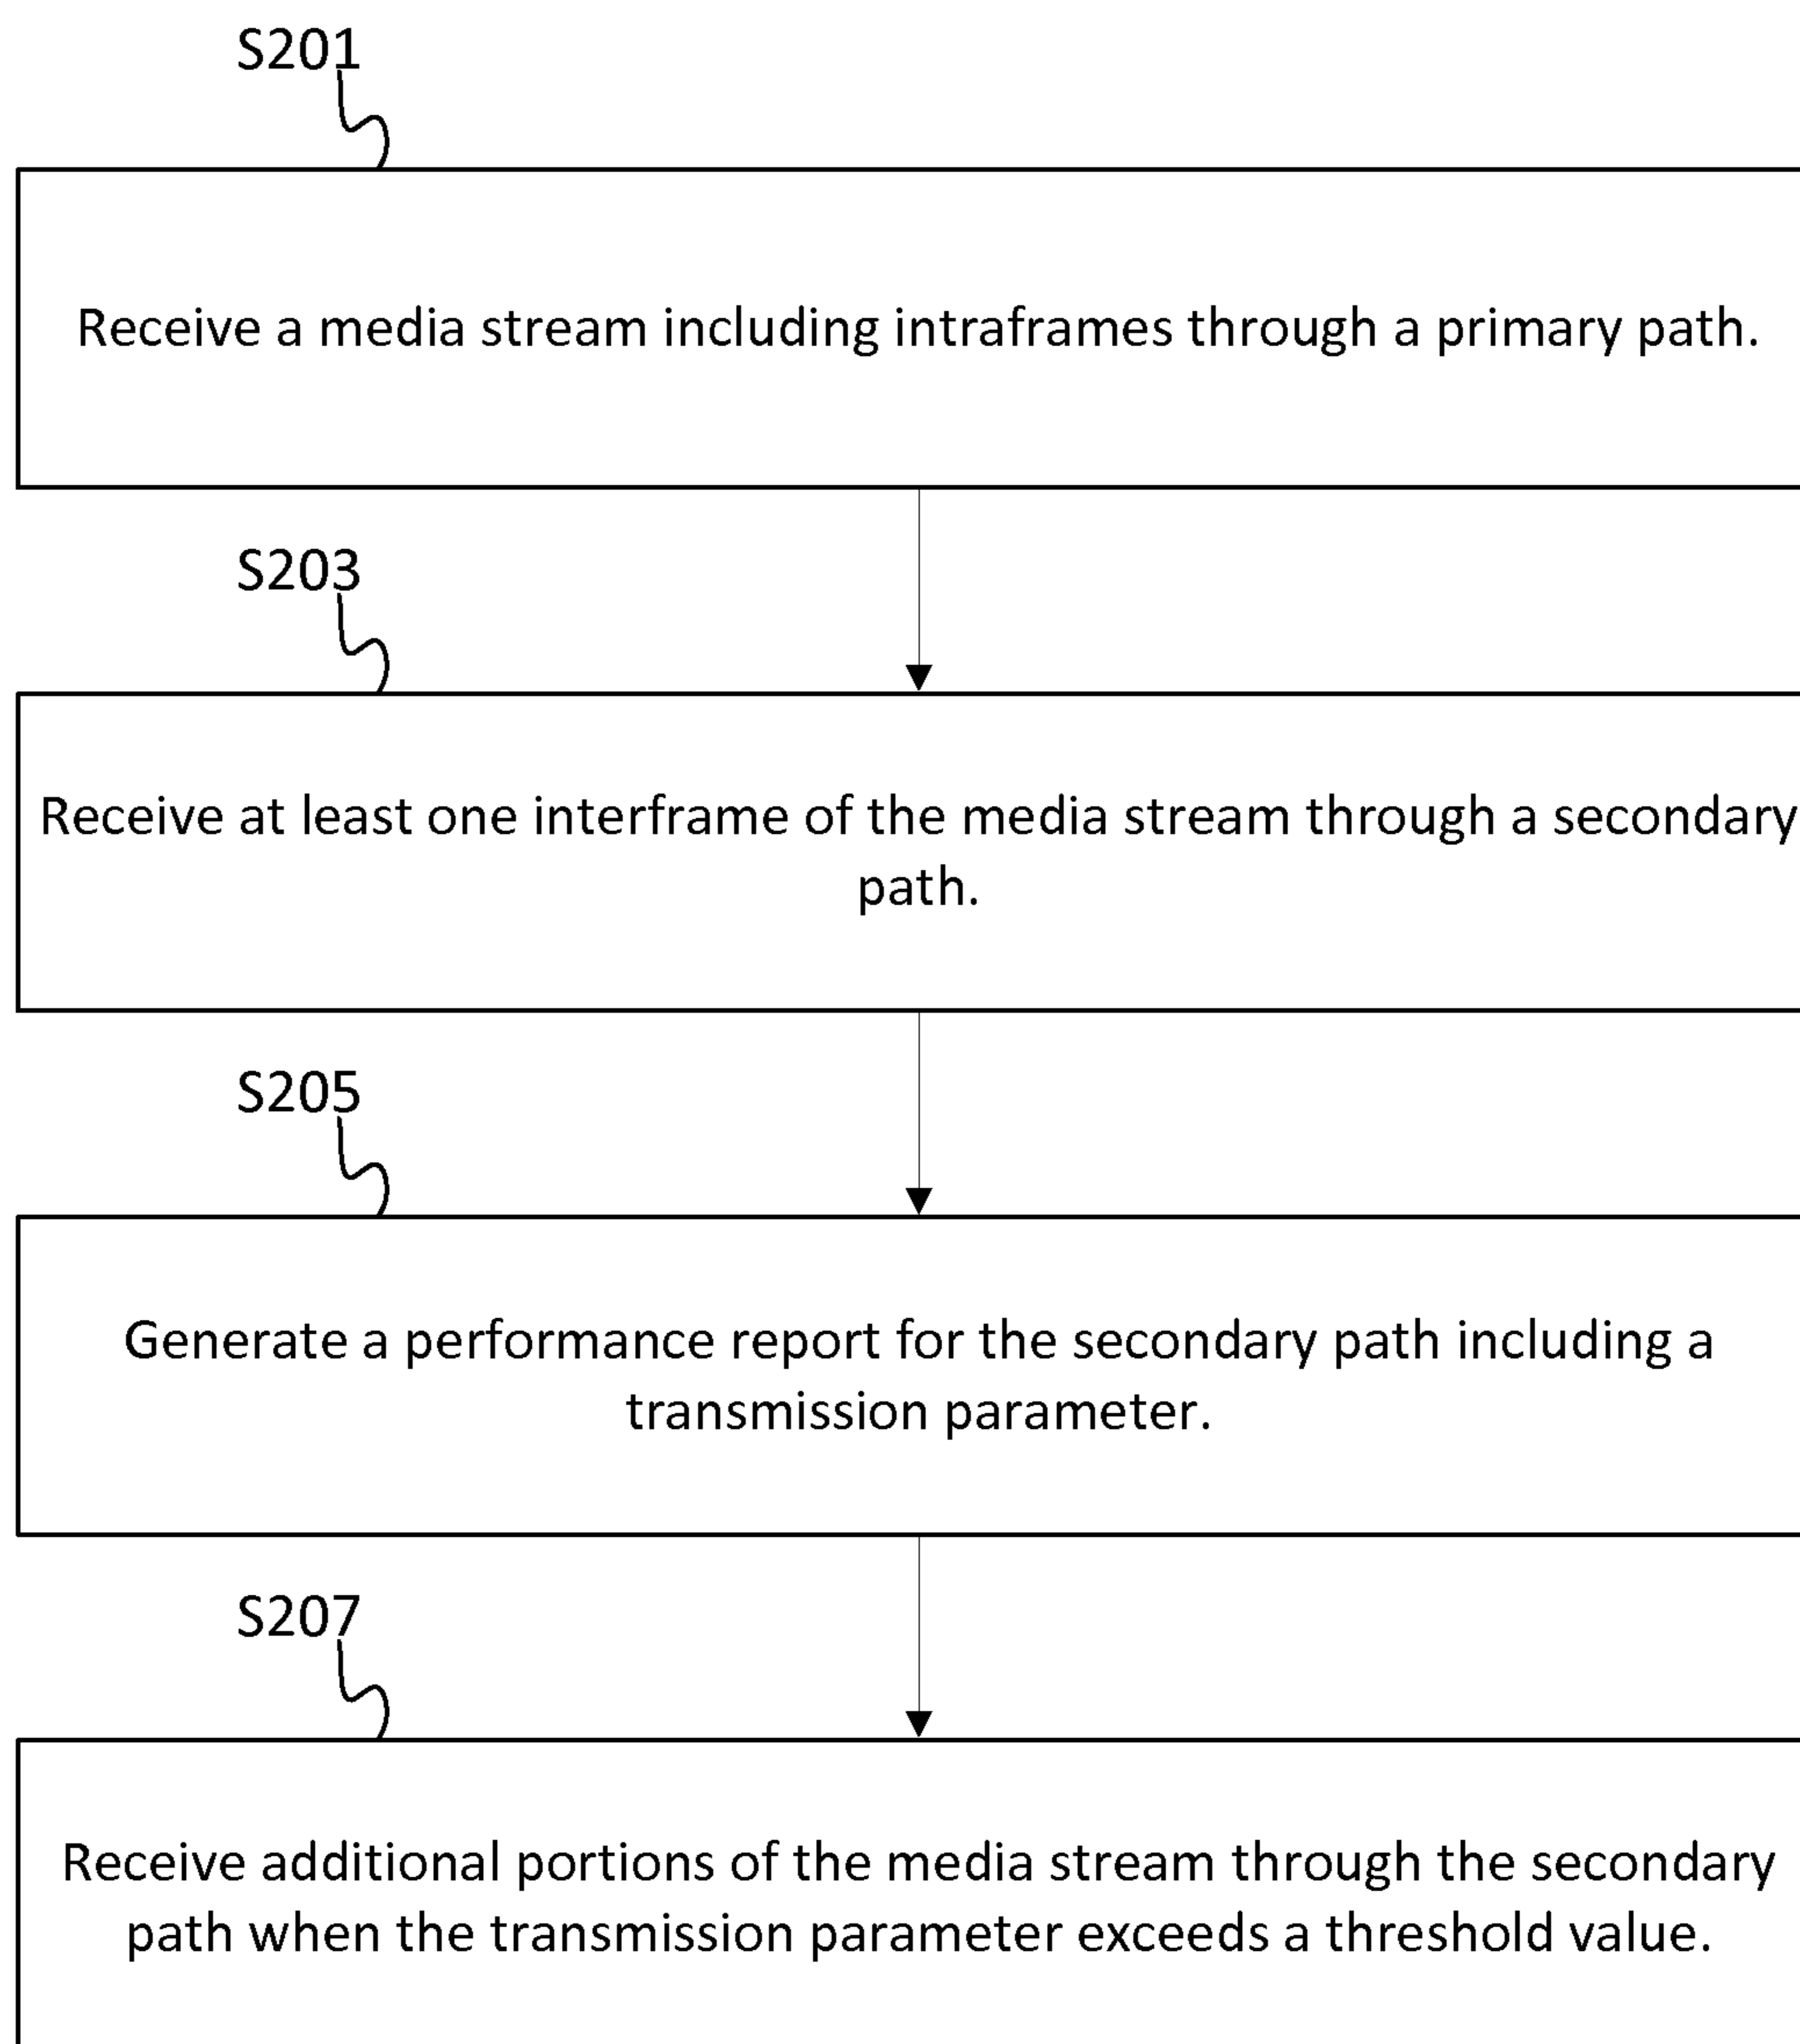 S201
Receive a media stream including intraframes through a primary path.
S203
Receive at least one interframe of the media stream through a secondary
path.
S205
Generate a performance report for the secondary path including a
transmission parameter.
S207
Receive additional portions of the media stream through the secondary
path when the transmission parameter exceeds a threshold value.